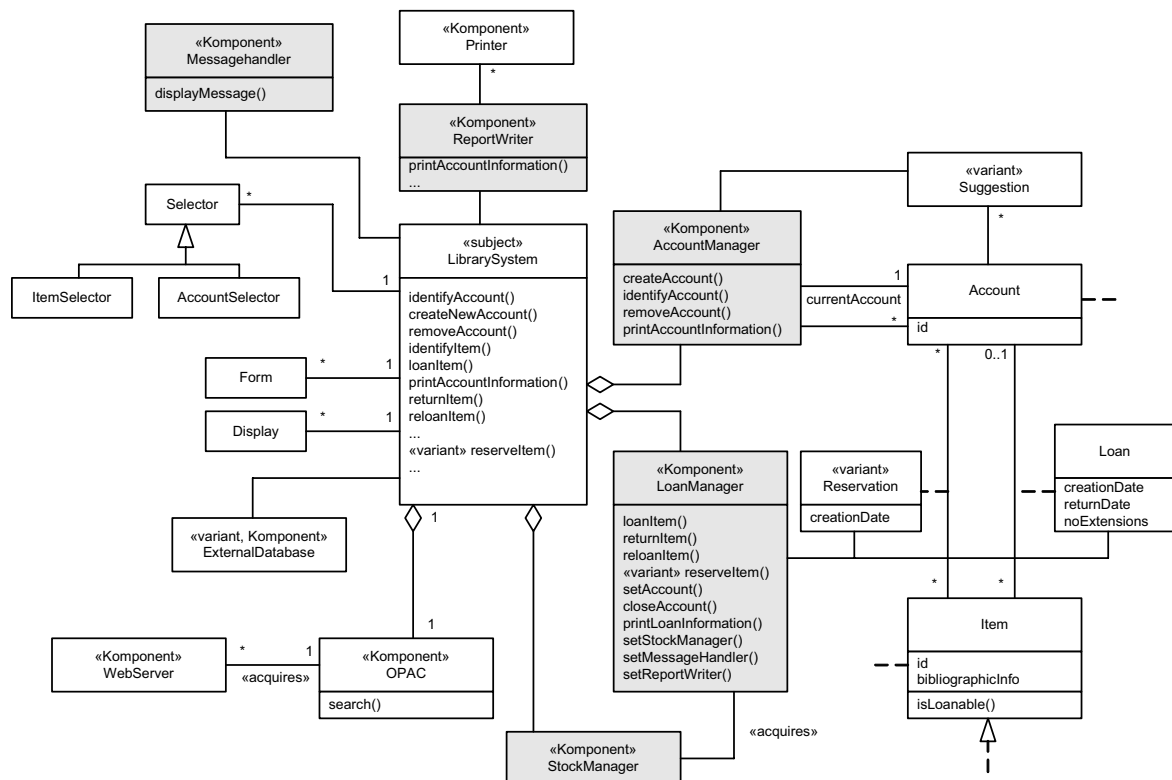 «Komponent»
Messagehandler
displayMessage()
«Komponent»
Printer
*
«Komponent»
ReportWriter
printAccountInformation()
...
Selector
*
ItemSelector
AccountSelector
1
«subject»
LibrarySystem
identifyAccount()
createNewAccount()
removeAccount()
identifyItem()
loanItem()
printAccountInformation()
returnItem()
reloanItem()
...
«variant» reserveItem()
...
Form
*
1
Display
*
1
«variant, Komponent»
ExternalDatabase
1
1
«Komponent»
WebServer
*
1
«acquires»
«Komponent»
OPAC
search()
«Komponent»
StockManager
«acquires»
«Komponent»
AccountManager
createAccount()
identifyAccount()
removeAccount()
printAccountInformation()
1
currentAccount
*
«variant»
Suggestion
*
Account
id
*
0..1
«Komponent»
LoanManager
loanItem()
returnItem()
reloanItem()
«variant» reserveItem()
setAccount()
closeAccount()
printLoanInformation()
setStockManager()
setMessageHandler()
setReportWriter()
«variant»
Reservation
creationDate
Loan
creationDate
returnDate
noExtensions
*
*
Item
id
bibliographicInfo
isLoanable()